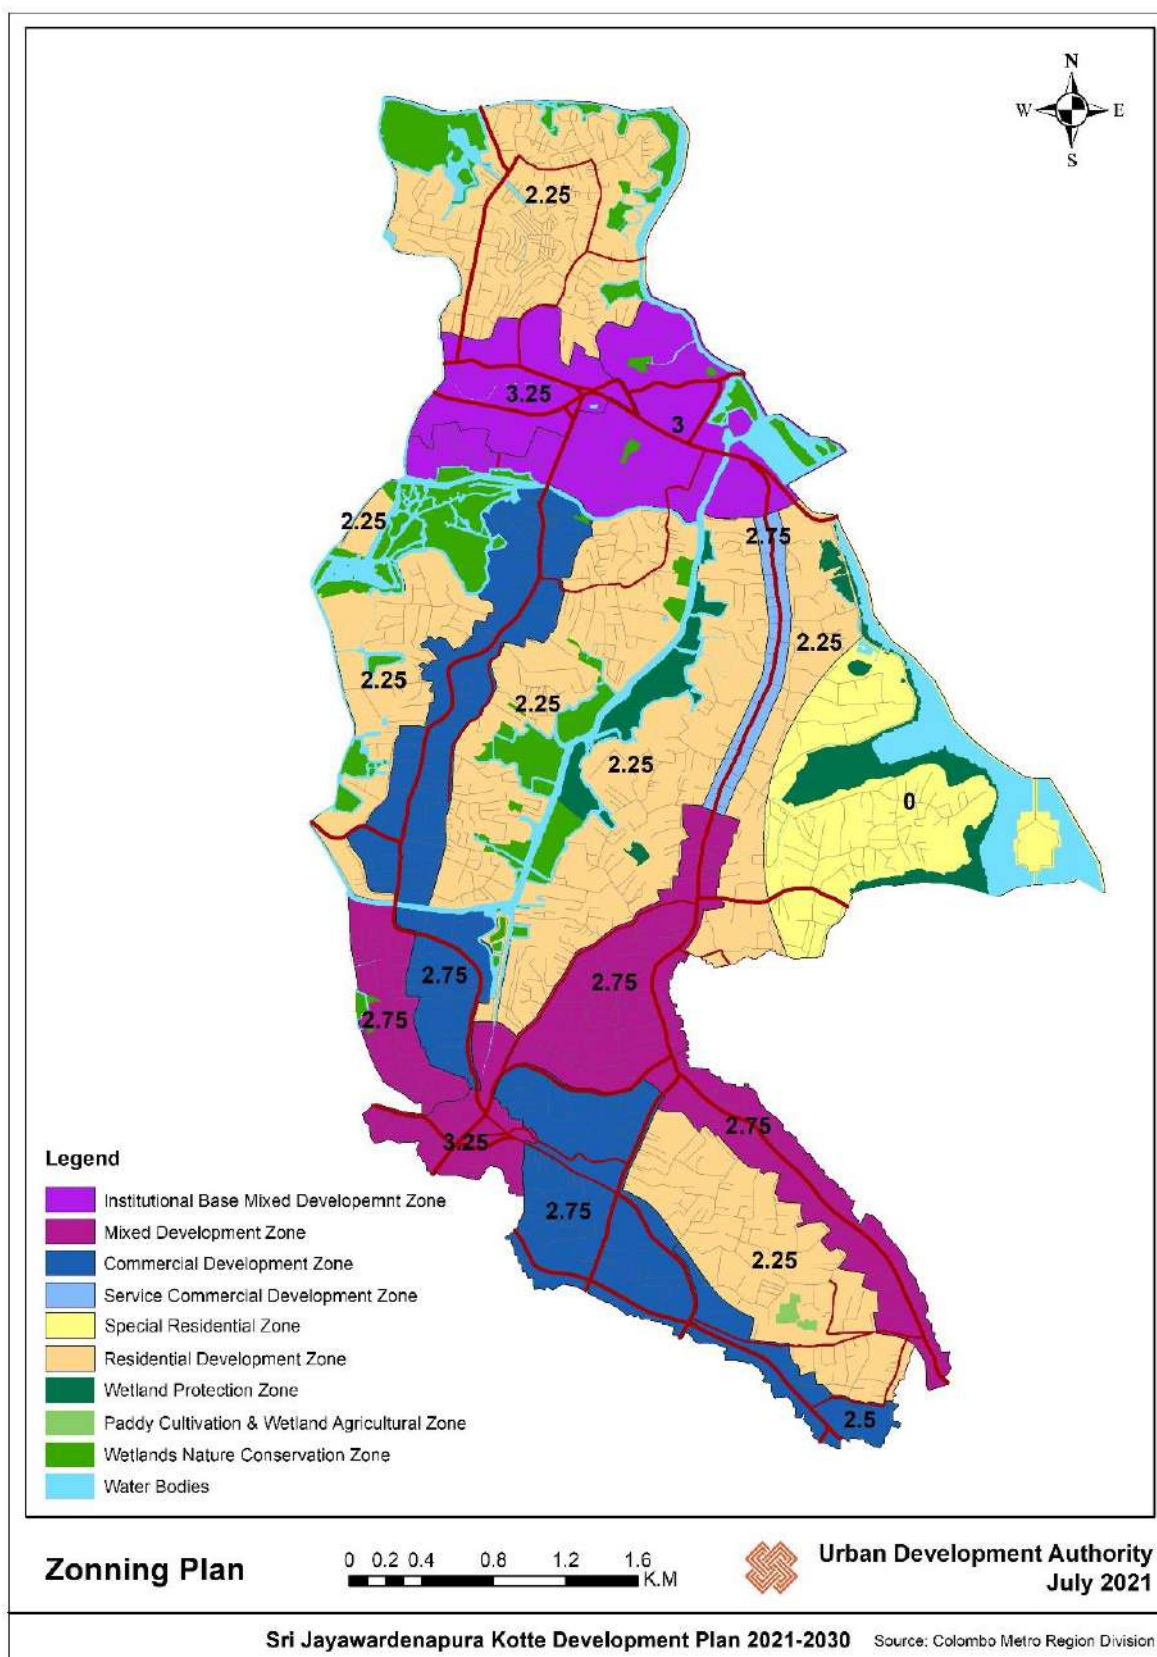 N
W E
S
2.25
3.25
3
2.25
2.75
2.25
2.25
2.25
2.25
0
2.75
2.75
2.75
2.75
3.25
2.75
2.25
2.5
Legend
Institutional Base Mixed Developemnt Zone
Mixed Development Zone
Commercial Development Zone
Service Commercial Development Zone
Special Residential Zone
Residential Development Zone
Wetland Protection Zone
Paddy Cultivation & Wetland Agricultural Zone
Wetlands Nature Conservation Zone
Water Bodies
Zonning Plan
0 0.2 0.4 0.8 1.2 1.6
K.M
Urban Development Authority
July 2021
Sri Jayawardenapura Kotte Development Plan 2021-2030 Source: Colombo Metro Region Division